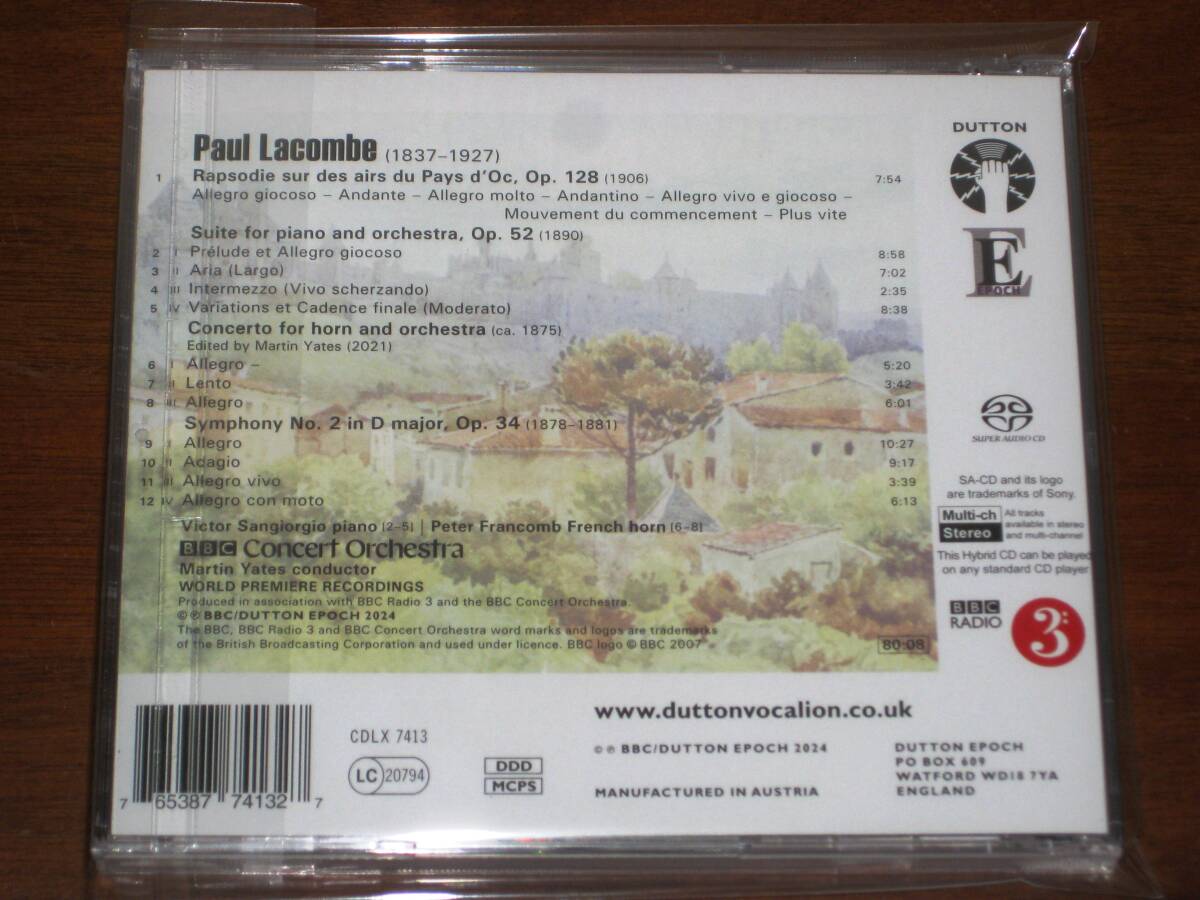 Paul Lacombe (1837–1927)
1 Rapsodie sur des airs du Pays d'Oc, Op. 128 (1906) 7:54
Allegro giocoso – Andante – Allegro molto – Andantino – Allegro vivo e giocoso –
Mouvement du commencement – Plus vite
Suite for piano and orchestra, Op. 52 (1890)
2 I Prélude et Allegro giocoso 8:58
3 II Aria (Largo) 7:02
4 III Intermezzo (Vivo scherzando) 2:35
5 IV Variations et Cadence finale (Moderato) 8:38
Concerto for horn and orchestra (ca. 1875)
Edited by Martin Yates (2021)
6 I Allegro – 5:20
7 II Lento 3:42
8 III Allegro 6:01
Symphony No. 2 in D major, Op. 34 (1878–1881)
9 I Allegro 10:27
10 II Adagio 9:17
11 III Allegro vivo 3:39
12 IV Allegro con moto 6:13
Victor Sangiorgio piano [2–5] | Peter Francomb French horn [6–8]
BBC Concert Orchestra
Martin Yates conductor
WORLD PREMIERE RECORDINGS
Produced in association with BBC Radio 3 and the BBC Concert Orchestra.
© ℗ BBC/DUTTON EPOCH 2024
The BBC, BBC Radio 3 and BBC Concert Orchestra word marks and logos are trademarks
of the British Broadcasting Corporation and used under licence. BBC logo © BBC 2007
80:08
DUTTON
E
EPOCH
SUPER AUDIO CD
SA-CD and its logo
are trademarks of Sony.
Multi-ch
Stereo
All tracks
available in stereo
and multi-channel
This Hybrid CD can be played
on any standard CD player
BBC
RADIO
3
7 65387 74132 7
CDLX 7413
LC 20794
DDD
MCPS
www.duttonvocalion.co.uk
© ℗ BBC/DUTTON EPOCH 2024
MANUFACTURED IN AUSTRIA
DUTTON EPOCH
PO BOX 609
WATFORD WD18 7YA
ENGLAND